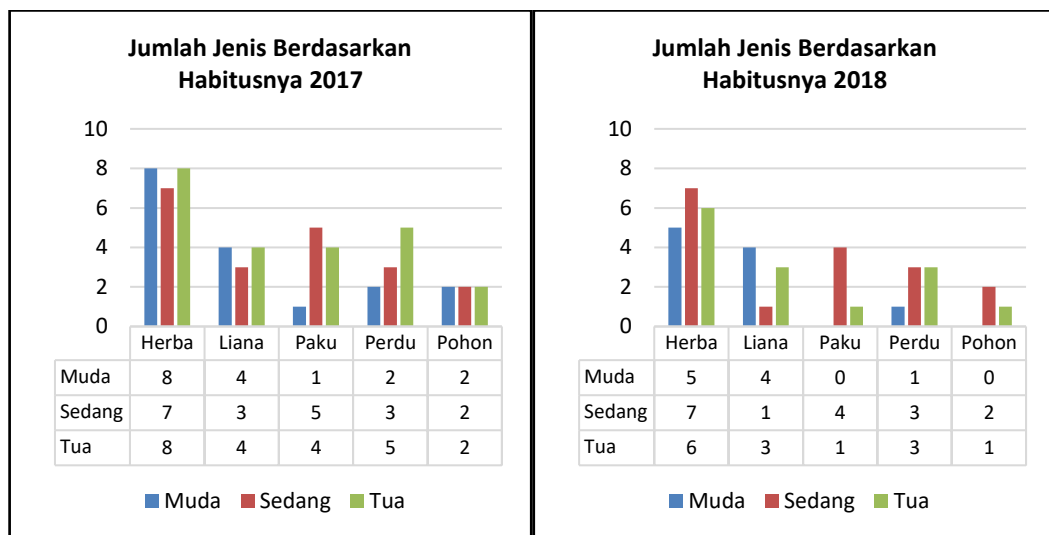 Jumlah Jenis Berdasarkan
Habitusnya 2017
10
8
6
4
2
0
Herba Liana Paku Perdu Pohon
Muda 8 4 1 2 2
Sedang 7 3 5 3 2
Tua 8 4 4 5 2
Muda Sedang Tua
Jumlah Jenis Berdasarkan
Habitusnya 2018
10
8
6
4
2
0
Herba Liana Paku Perdu Pohon
Muda 5 4 0 1 0
Sedang 7 1 4 3 2
Tua 6 3 1 3 1
Muda Sedang Tua